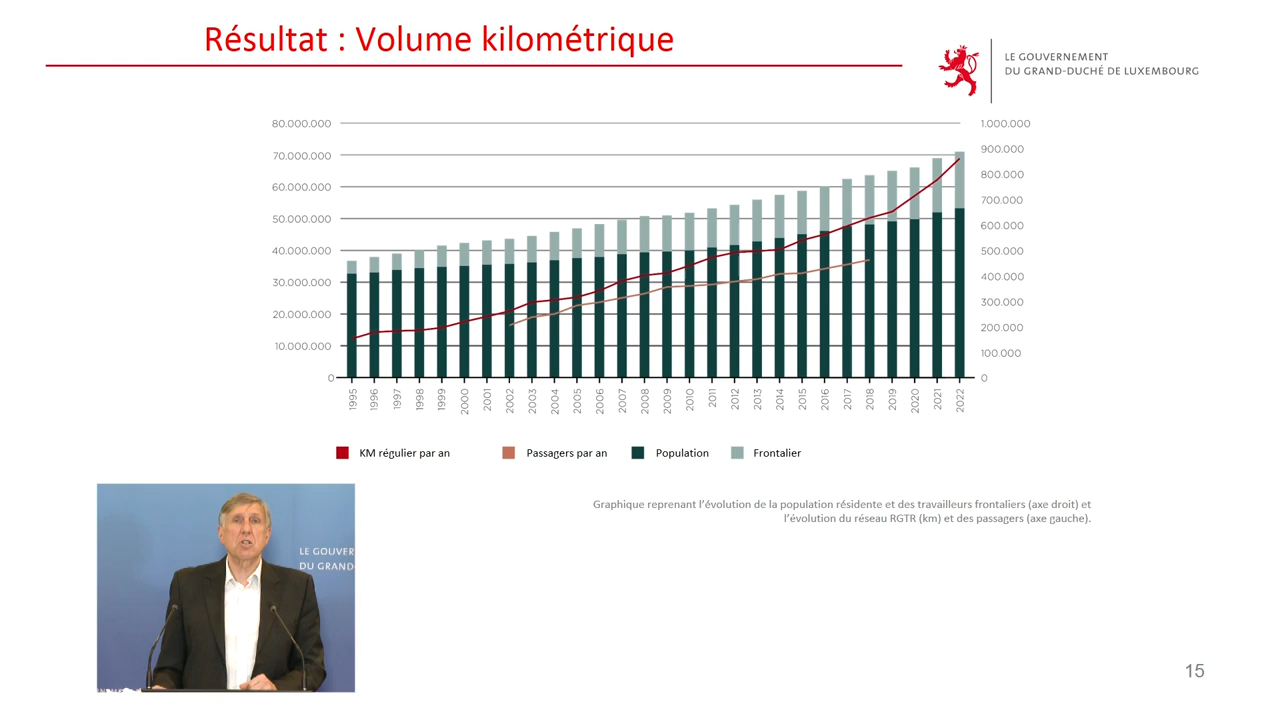 Résultat : Volume kilométrique
LE GOUVERNEMENT
DU GRAND-DUCHÉ DE LUXEMBOURG
80.000.000
70.000.000
60.000.000
50.000.000
40.000.000
30.000.000
20.000.000
10.000.000
0
1.000.000
900.000
800.000
700.000
600.000
500.000
400.000
300.000
200.000
100.000
0
1995 1996 1997 1998 1999 2000 2001 2002 2003 2004 2005 2006 2007 2008 2009 2010 2011 2012 2013 2014 2015 2016 2017 2018 2019 2020 2021 2022
KM régulier par an Passagers par an Population Frontalier
Graphique reprenant l'évolution de la population résidente et des travailleurs frontaliers (axe droit) et
l'évolution du réseau RGTR (km) et des passagers (axe gauche).
LE GOUVER
DU GRAND
15